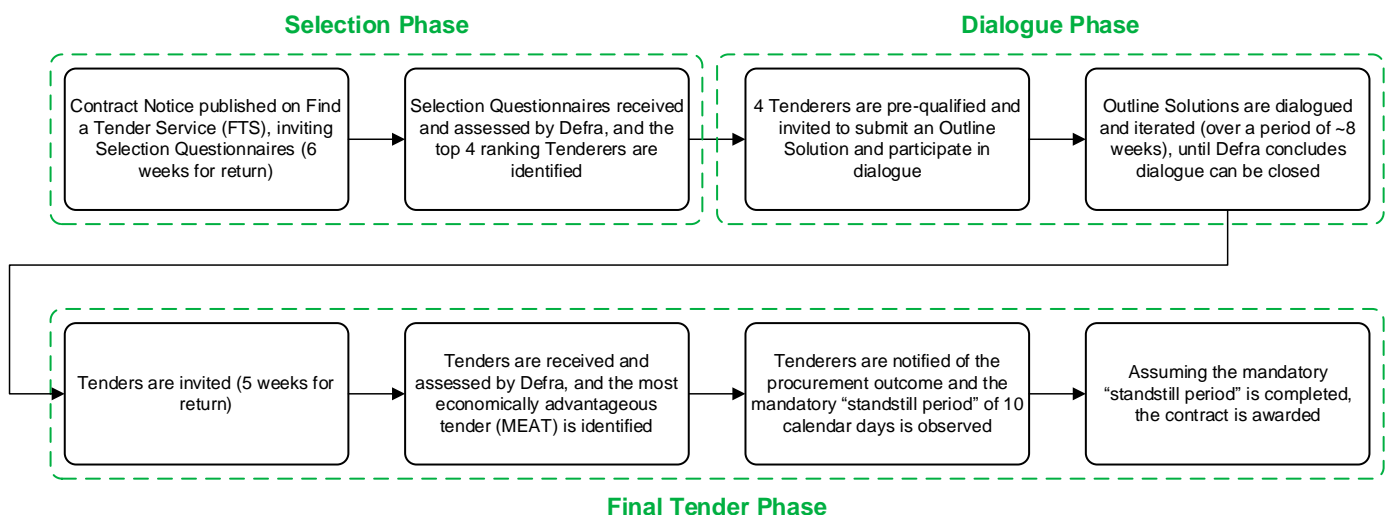 Selection Phase
Dialogue Phase
Contract Notice published on Find
a Tender Service (FTS), inviting
Selection Questionnaires (6
weeks for return)
Selection Questionnaires received
and assessed by Defra, and the
top 4 ranking Tenderers are
identified
4 Tenderers are pre-qualified and
invited to submit an Outline
Solution and participate in
dialogue
Outline Solutions are dialogued
and iterated (over a period of ~8
weeks), until Defra concludes
dialogue can be closed
Tenders are invited (5 weeks for
return)
Tenders are received and
assessed by Defra, and the most
economically advantageous
tender (MEAT) is identified
Tenderers are notified of the
procurement outcome and the
mandatory “standstill period” of 10
calendar days is observed
Assuming the mandatory
“standstill period” is completed,
the contract is awarded
Final Tender Phase